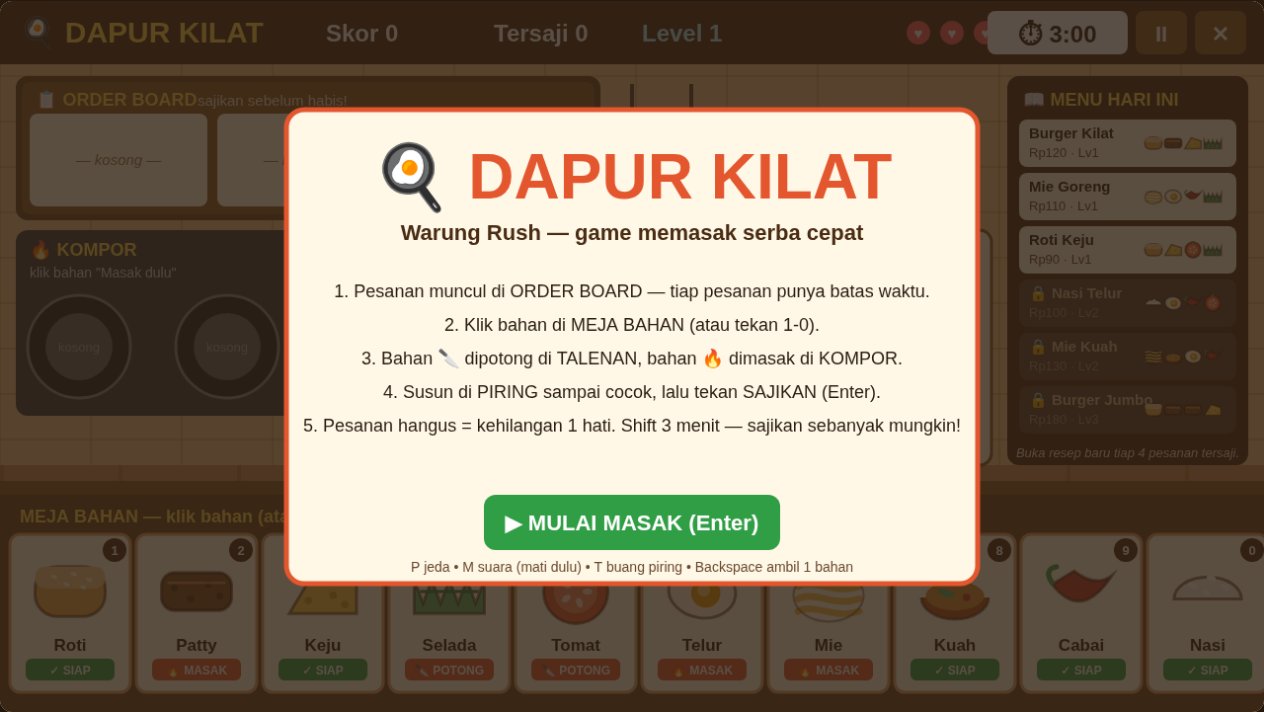 DAPUR KILAT
Skor 0
Tersaji 0
Level 1
3:00
ORDER BOARD sajikan sebelum habis!
— kosong —
KOMPOR
klik bahan "Masak dulu"
kosong
kosong
DAPUR KILAT
Warung Rush — game memasak serba cepat
1. Pesanan muncul di ORDER BOARD — tiap pesanan punya batas waktu.
2. Klik bahan di MEJA BAHAN (atau tekan 1-0).
3. Bahan 🔪 dipotong di TALENAN, bahan 🔥 dimasak di KOMPOR.
4. Susun di PIRING sampai cocok, lalu tekan SAJIKAN (Enter).
5. Pesanan hangus = kehilangan 1 hati. Shift 3 menit — sajikan sebanyak mungkin!
▶ MULAI MASAK (Enter)
P jeda • M suara (mati dulu) • T buang piring • Backspace ambil 1 bahan
MENU HARI INI
Burger Kilat
Rp120 · Lv1
Mie Goreng
Rp110 · Lv1
Roti Keju
Rp90 · Lv1
Nasi Telur
Rp100 · Lv2
Mie Kuah
Rp130 · Lv2
Burger Jumbo
Rp180 · Lv3
Buka resep baru tiap 4 pesanan tersaji.
MEJA BAHAN — klik bahan
1
Roti
✓ SIAP
2
Patty
MASAK
Keju
✓ SIAP
Selada
POTONG
Tomat
POTONG
Telur
MASAK
Mie
MASAK
8
Kuah
✓ SIAP
9
Cabai
✓ SIAP
0
Nasi
✓ SIAP